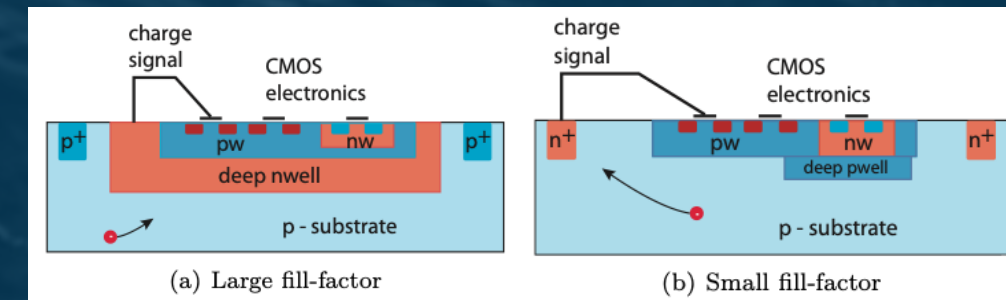 charge
signal
CMOS
electronics
p+
pw
nw
p+
deep nwell
p - substrate
(a) Large fill-factor
charge
signal
CMOS
electronics
n+
pw
nw
n+
deep pwell
p - substrate
(b) Small fill-factor